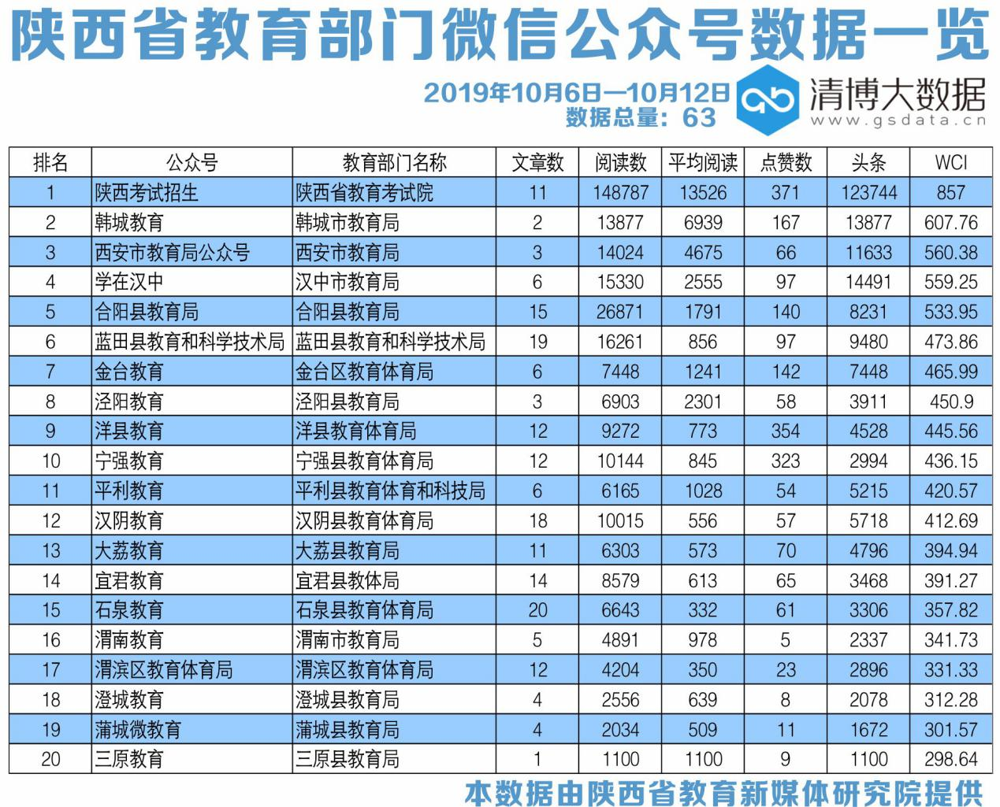 陕西省教育部门微信公众号数据一览
2019年10月6日—10月12日
数据总量：63
清博大数据
www.gsdata.cn
排名 公众号 教育部门名称 文章数 阅读数 平均阅读 点赞数 头条 WCI
1 陕西考试招生 陕西省教育考试院 11 148787 13526 371 123744 857
2 韩城教育 韩城市教育局 2 13877 6939 167 13877 607.76
3 西安市教育局公众号 西安市教育局 3 14024 4675 66 11633 560.38
4 学在汉中 汉中市教育局 6 15330 2555 97 14491 559.25
5 合阳县教育局 合阳县教育局 15 26871 1791 140 8231 533.95
6 蓝田县教育和科学技术局 蓝田县教育和科学技术局 19 16261 856 97 9480 473.86
7 金台教育 金台区教育体育局 6 7448 1241 142 7448 465.99
8 泾阳教育 泾阳县教育局 3 6903 2301 58 3911 450.9
9 洋县教育 洋县教育体育局 12 9272 773 354 4528 445.56
10 宁强教育 宁强县教育体育局 12 10144 845 323 2994 436.15
11 平利教育 平利县教育体育和科技局 6 6165 1028 54 5215 420.57
12 汉阴教育 汉阴县教育体育局 18 10015 556 57 5718 412.69
13 大荔教育 大荔县教育局 11 6303 573 70 4796 394.94
14 宜君教育 宜君县教体局 14 8579 613 65 3468 391.27
15 石泉教育 石泉县教育体育局 20 6643 332 61 3306 357.82
16 渭南教育 渭南市教育局 5 4891 978 5 2337 341.73
17 渭滨区教育体育局 渭滨区教育体育局 12 4204 350 23 2896 331.33
18 澄城教育 澄城县教育局 4 2556 639 8 2078 312.28
19 蒲城微教育 蒲城县教育局 4 2034 509 11 1672 301.57
20 三原教育 三原县教育局 1 1100 1100 9 1100 298.64
本数据由陕西省教育新媒体研究院提供